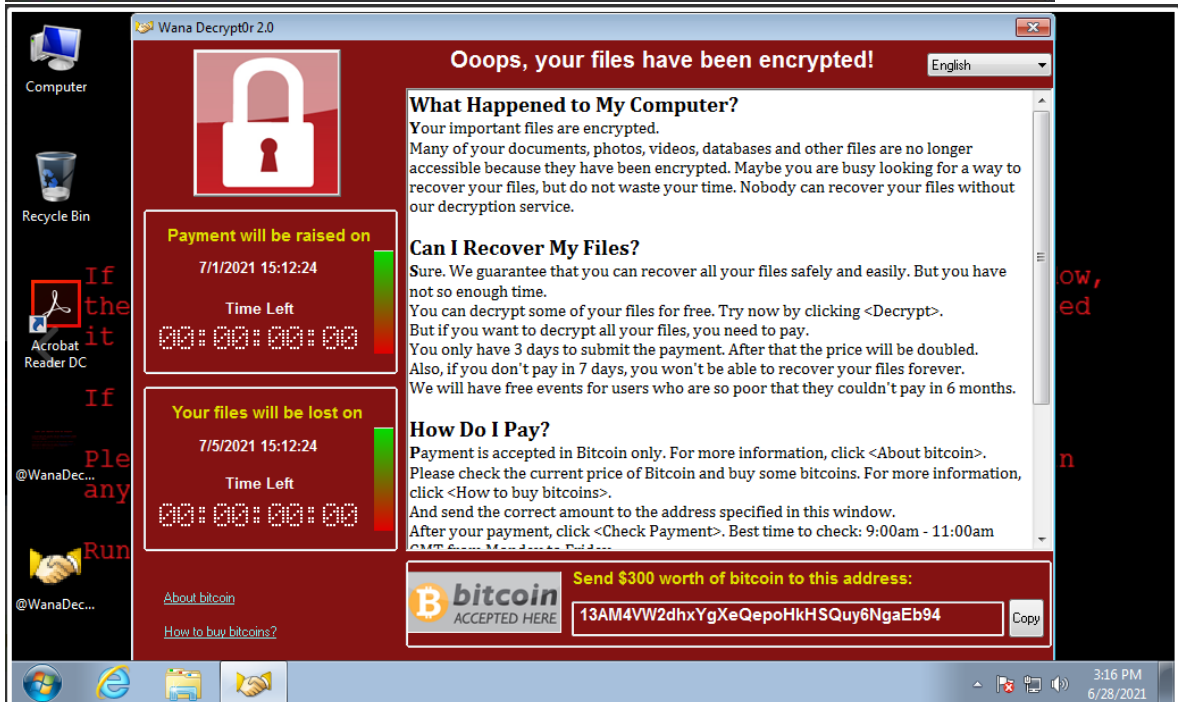 Wana Decrypt0r 2.0
Computer
Recycle Bin
Acrobat
Reader DC
@WanaDec...
@WanaDec...
If
the
it
If
Ple
any
Run
ow,
ed
n
Ooops, your files have been encrypted!
English
Payment will be raised on
7/1/2021 15:12:24
Time Left
00:00:00:00
Your files will be lost on
7/5/2021 15:12:24
Time Left
00:00:00:00
About bitcoin
How to buy bitcoins?
What Happened to My Computer?
Your important files are encrypted.
Many of your documents, photos, videos, databases and other files are no longer
accessible because they have been encrypted. Maybe you are busy looking for a way to
recover your files, but do not waste your time. Nobody can recover your files without
our decryption service.
Can I Recover My Files?
Sure. We guarantee that you can recover all your files safely and easily. But you have
not so enough time.
You can decrypt some of your files for free. Try now by clicking <Decrypt>.
But if you want to decrypt all your files, you need to pay.
You only have 3 days to submit the payment. After that the price will be doubled.
Also, if you don't pay in 7 days, you won't be able to recover your files forever.
We will have free events for users who are so poor that they couldn't pay in 6 months.
How Do I Pay?
Payment is accepted in Bitcoin only. For more information, click <About bitcoin>.
Please check the current price of Bitcoin and buy some bitcoins. For more information,
click <How to buy bitcoins>.
And send the correct amount to the address specified in this window.
After your payment, click <Check Payment>. Best time to check: 9:00am - 11:00am
GMT from Monday to Friday.
bitcoin
ACCEPTED HERE
Send $300 worth of bitcoin to this address:
13AM4VW2dhxYgXeQepoHkHSQuy6NgaEb94
Copy
3:16 PM
6/28/2021